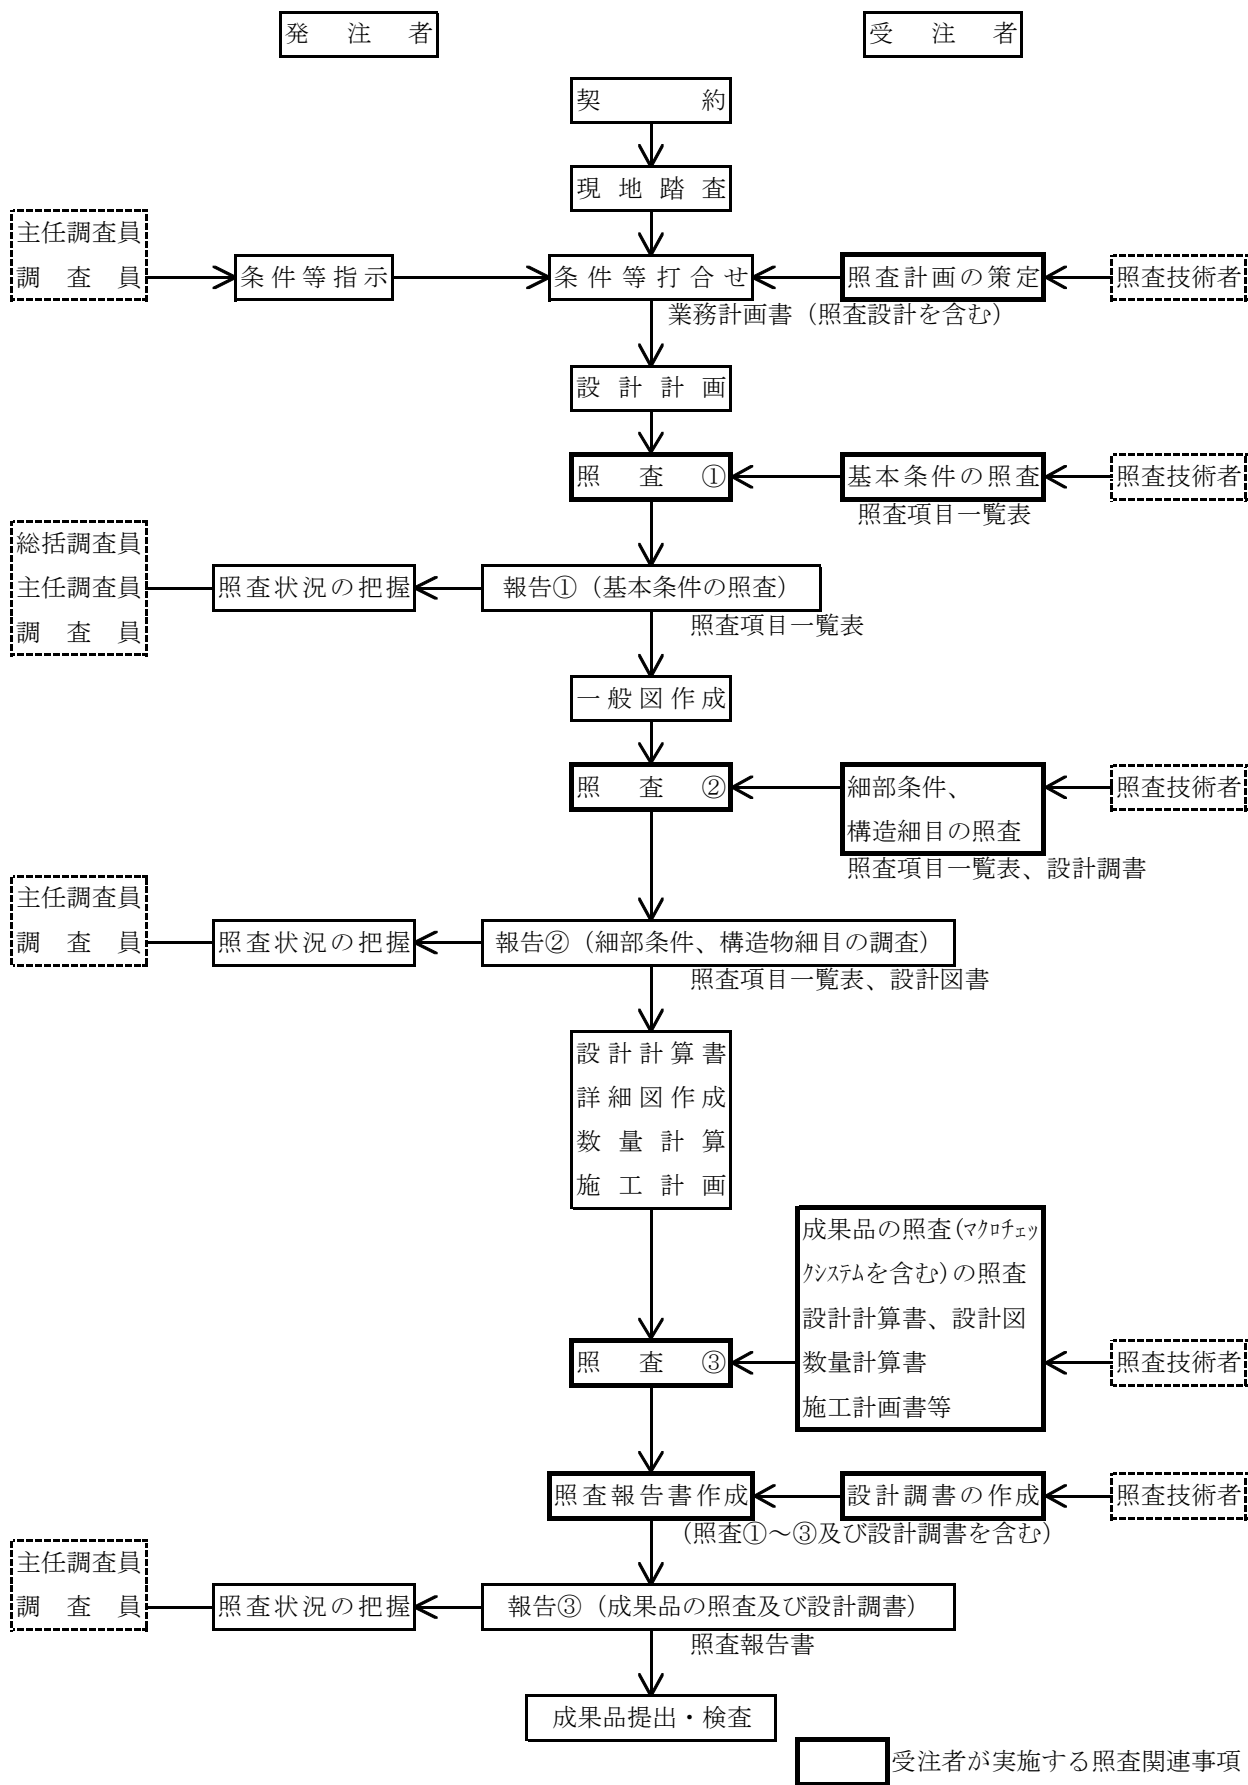 発注者
受注者
契約
現地踏査
主任調査員
調査員
条件等指示
条件等打合せ
照査計画の策定
照査技術者
業務計画書（照査設計を含む）
設計計画
照査①
基本条件の照査
照査技術者
照査項目一覧表
総括調査員
主任調査員
調査員
照査状況の把握
報告①（基本条件の照査）
照査項目一覧表
一般図作成
照査②
細部条件、
構造細目の照査
照査技術者
照査項目一覧表、設計調書
主任調査員
調査員
照査状況の把握
報告②（細部条件、構造物細目の調査）
照査項目一覧表、設計図書
設計計算書
詳細図作成
数量計算
施工計画
成果品の照査(ﾏｸﾛﾁｪｯ
ｸｼｽﾃﾑを含む)の照査
設計計算書、設計図
数量計算書
施工計画書等
照査③
照査技術者
照査報告書作成
設計調書の作成
照査技術者
（照査①～③及び設計調書を含む）
主任調査員
調査員
照査状況の把握
報告③（成果品の照査及び設計調書）
照査報告書
成果品提出・検査
受注者が実施する照査関連事項